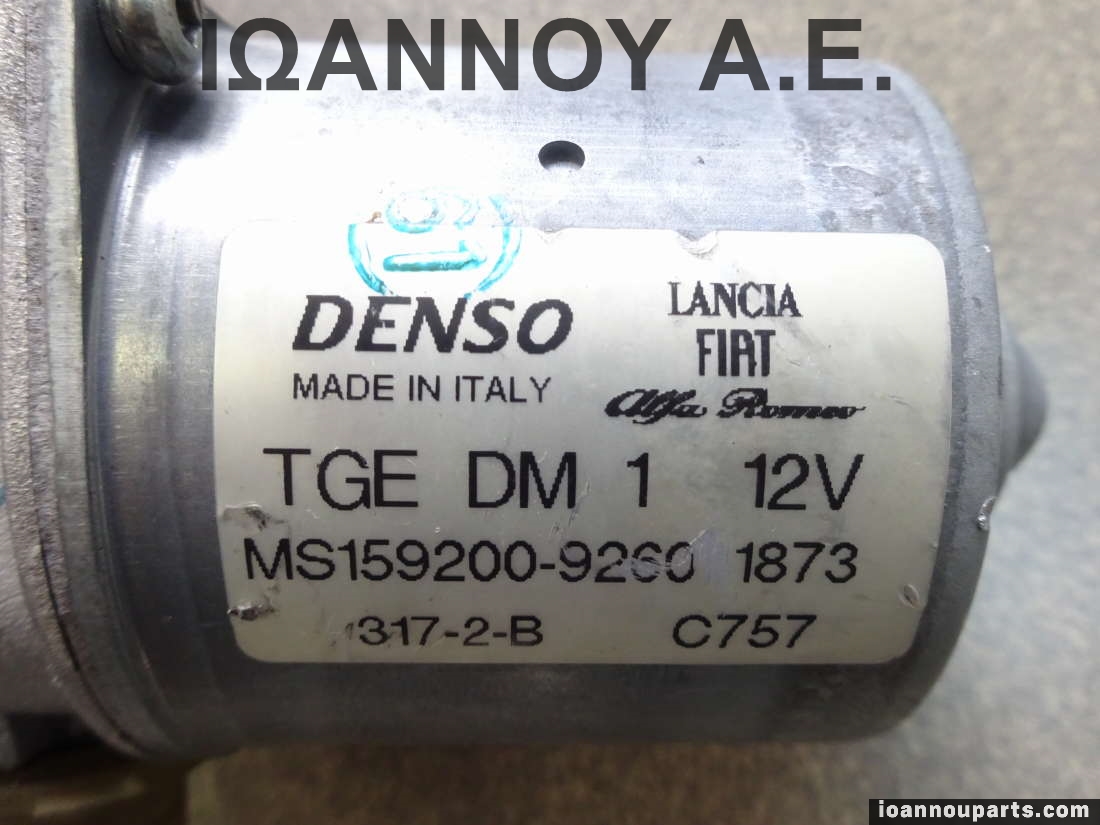 ΙΩΑΝΝΟΥ Α.Ε.
DENSO
MADE IN ITALY
LANCIA
FIAT
Alfa Romeo
TGE DM 1 12V
MS159200-9260 1873
317-2-B C757
ioannouparts.com